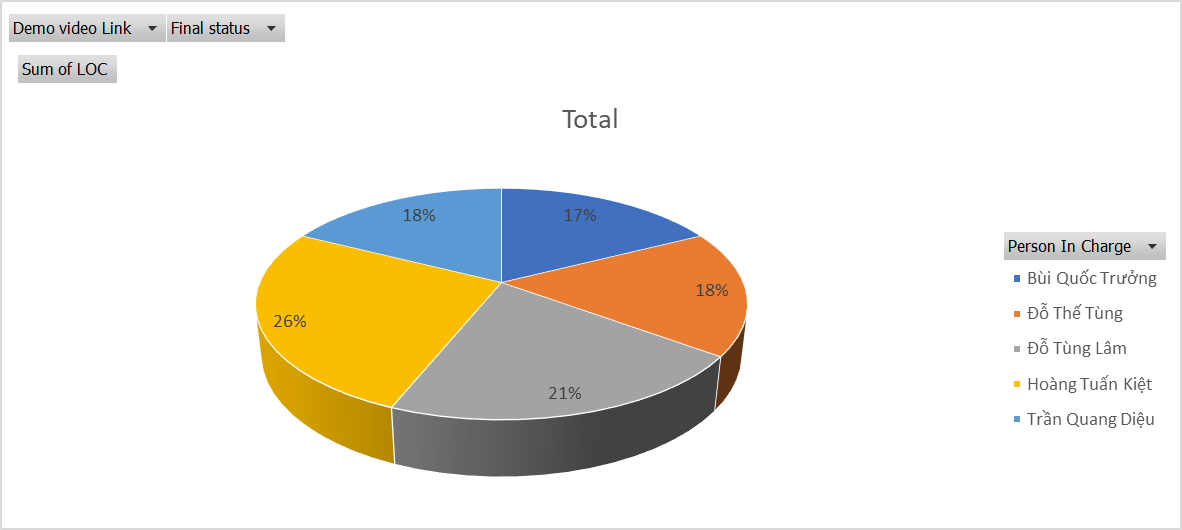 Demo video Link Final status
Sum of LOC
Total
18% 17%
18%
26%
21%
Person In Charge
Bùi Quốc Trưởng
Đỗ Thế Tùng
Đỗ Tùng Lâm
Hoàng Tuấn Kiệt
Trần Quang Diệu